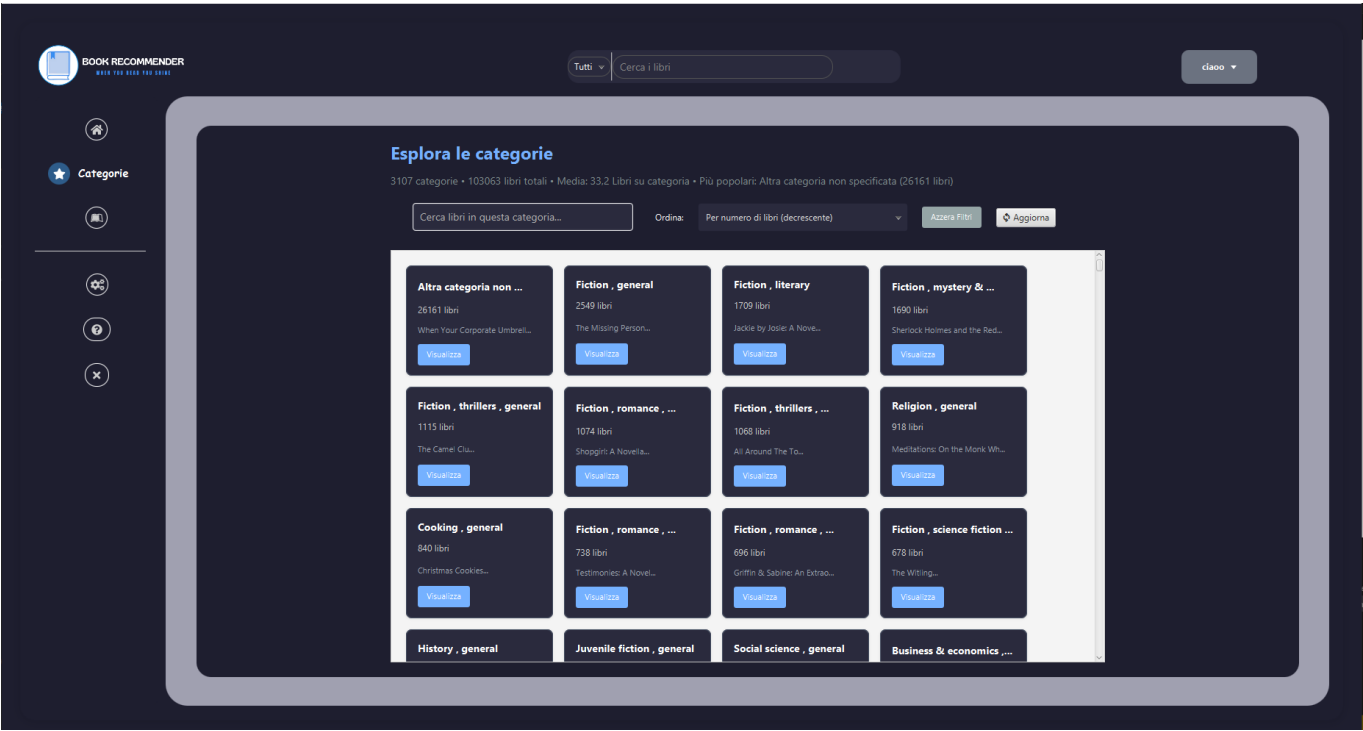 BOOK RECOMMENDER
WHEN YOU READ YOU SHINE
Tutti
Cerca i libri
ciaoo
Categorie
Esplora le categorie
3107 categorie • 103063 libri totali • Media: 33,2 Libri su categoria • Più popolari: Altra categoria non specificata (26161 libri)
Cerca libri in questa categoria...
Ordina:
Per numero di libri (decrescente)
Azzera Filtri
Aggiorna
Altra categoria non ...
26161 libri
When Your Corporate Umbrell...
Visualizza
Fiction , general
2549 libri
The Missing Person...
Visualizza
Fiction , literary
1709 libri
Jackie by Josie: A Nove...
Visualizza
Fiction , mystery & ...
1690 libri
Sherlock Holmes and the Red...
Visualizza
Fiction , thrillers , general
1115 libri
The Camel Clu...
Visualizza
Fiction , romance , ...
1074 libri
Shopgirl: A Novella...
Visualizza
Fiction , thrillers , ...
1068 libri
All Around The To...
Visualizza
Religion , general
918 libri
Meditations: On the Monk Wh...
Visualizza
Cooking , general
840 libri
Christmas Cookies...
Visualizza
Fiction , romance , ...
738 libri
Testimonies: A Novel...
Visualizza
Fiction , romance , ...
696 libri
Griffin & Sabine: An Extrao...
Visualizza
Fiction , science fiction ...
678 libri
The Witling...
Visualizza
History , general
Juvenile fiction , general
Social science , general
Business & economics ,...